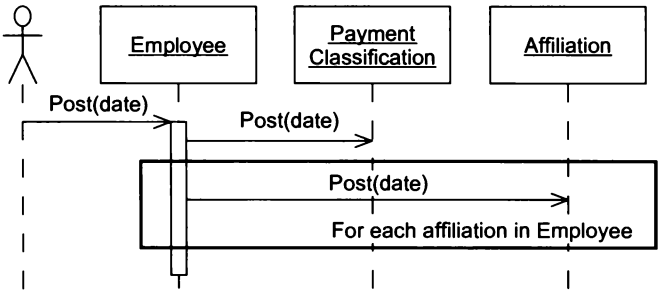 Employee
Payment
Classification
Affiliation
Post(date)
Post(date)
Post(date)
For each affiliation in Employee